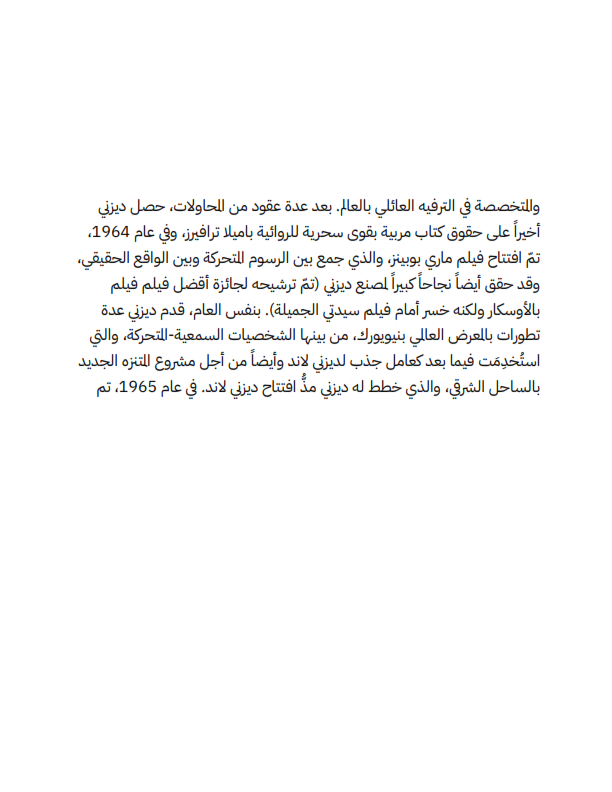 والمتخصصة في الترفيه العائلي بالعالم. بعد عدة عقود من المحاولات، حصل ديزني
أخيراً على حقوق كتاب مربية بقوى سحرية للروائية باميلا ترافيرز، وفي عام 1964،
تمّ افتتاح فيلم ماري بوبينز، والذي جمع بين الرسوم المتحركة وبين الواقع الحقيقي،
وقد حقق أيضاً نجاحاً كبيراً لمصنع ديزني (تمّ ترشيحه لجائزة أفضل فيلم فيلم
بالأوسكار ولكنه خسر أمام فيلم سيدتي الجميلة). بنفس العام، قدم ديزني عدة
تطورات بالمعرض العالمي بنيويورك، من بينها الشخصيات السمعية-المتحركة، والتي
استُخدِمَت فيما بعد كعامل جذب لديزني لاند وأيضاً من أجل مشروع المتنزه الجديد
بالساحل الشرقي، والذي خطط له ديزني مذُّ افتتاح ديزني لاند. في عام 1965، تم